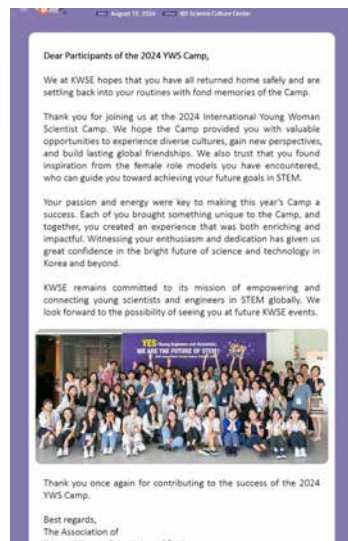 August 13, 2024 YES Science Culture Center
Dear Participants of the 2024 YWS Camp,
We at KWSE hopes that you have all returned home safely and are
settling back into your routines with fond memories of the Camp.
Thank you for joining us at the 2024 International Young Woman
Scientist Camp. We hope the Camp provided you with valuable
opportunities to experience diverse cultures, gain new perspectives,
and build lasting global friendships. We also trust that you found
inspiration from the female role models you have encountered,
who can guide you toward achieving your future goals in STEM.
Your passion and energy were key to making this year's Camp a
success. Each of you brought something unique to the Camp, and
together, you created an experience that was both enriching and
impactful. Witnessing your enthusiasm and dedication has given us
great confidence in the bright future of science and technology in
Korea and beyond.
KWSE remains committed to its mission of empowering and
connecting young scientists and engineers in STEM globally. We
look forward to the possibility of seeing you at future KWSE events.
YES Young Engineers and Scientists,
WE ARE THE FUTURE OF STEM!
Thank you once again for contributing to the success of the 2024
YWS Camp.
Best regards,
The Association of